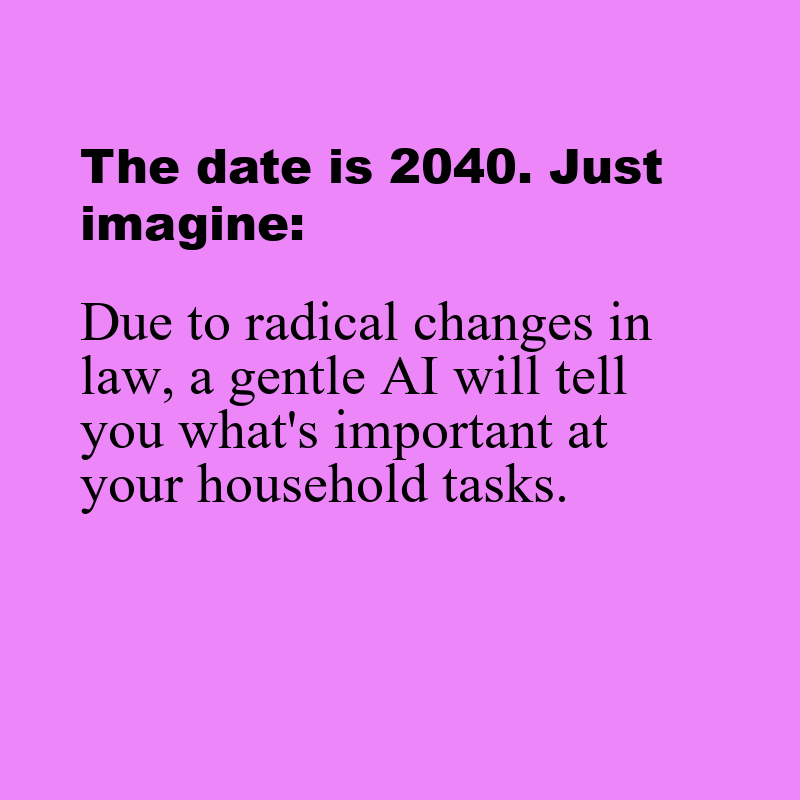 The date is 2040. Just
imagine:
Due to radical changes in
law, a gentle AI will tell
you what's important at
your household tasks.